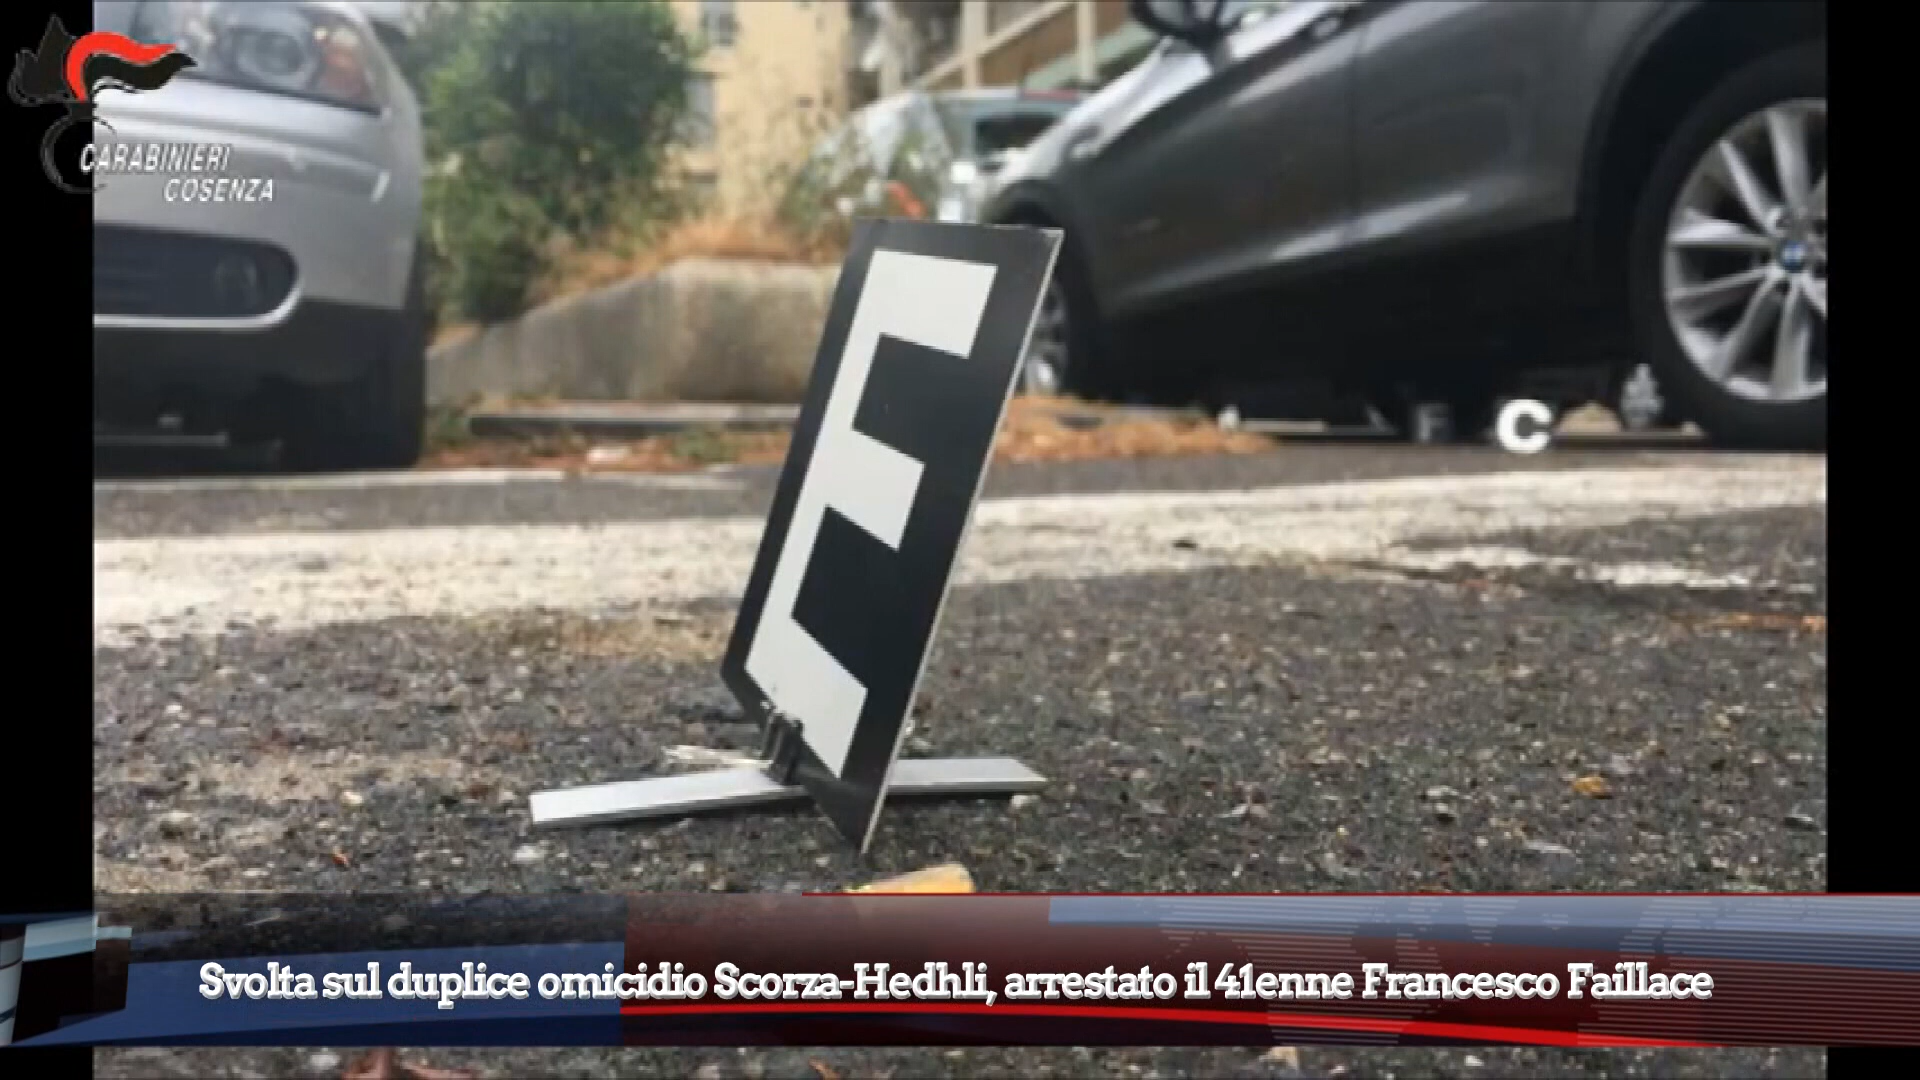 CARABINIERI
COSENZA
E
F
C
Svolta sul duplice omicidio Scorza-Hedhli, arrestato il 41enne Francesco Faillace